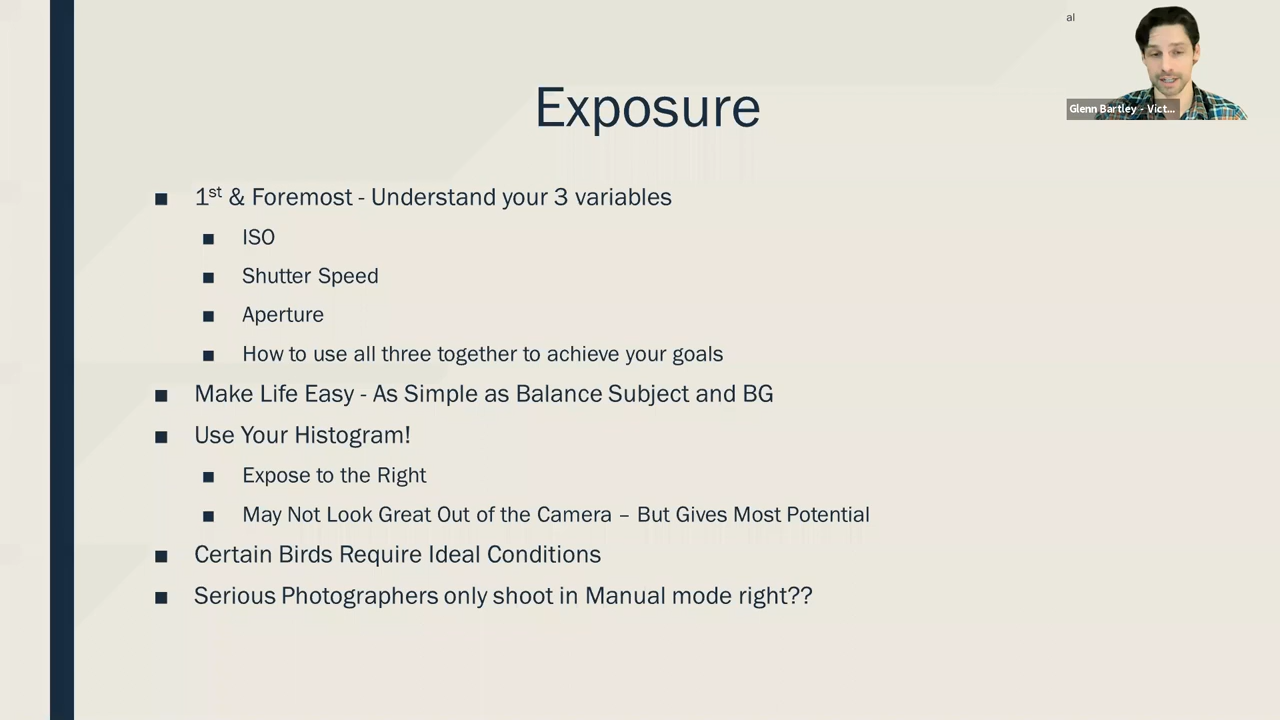 al
Glenn Bartley - Vict...
Exposure
1st & Foremost - Understand your 3 variables
ISO
Shutter Speed
Aperture
How to use all three together to achieve your goals
Make Life Easy - As Simple as Balance Subject and BG
Use Your Histogram!
Expose to the Right
May Not Look Great Out of the Camera – But Gives Most Potential
Certain Birds Require Ideal Conditions
Serious Photographers only shoot in Manual mode right??